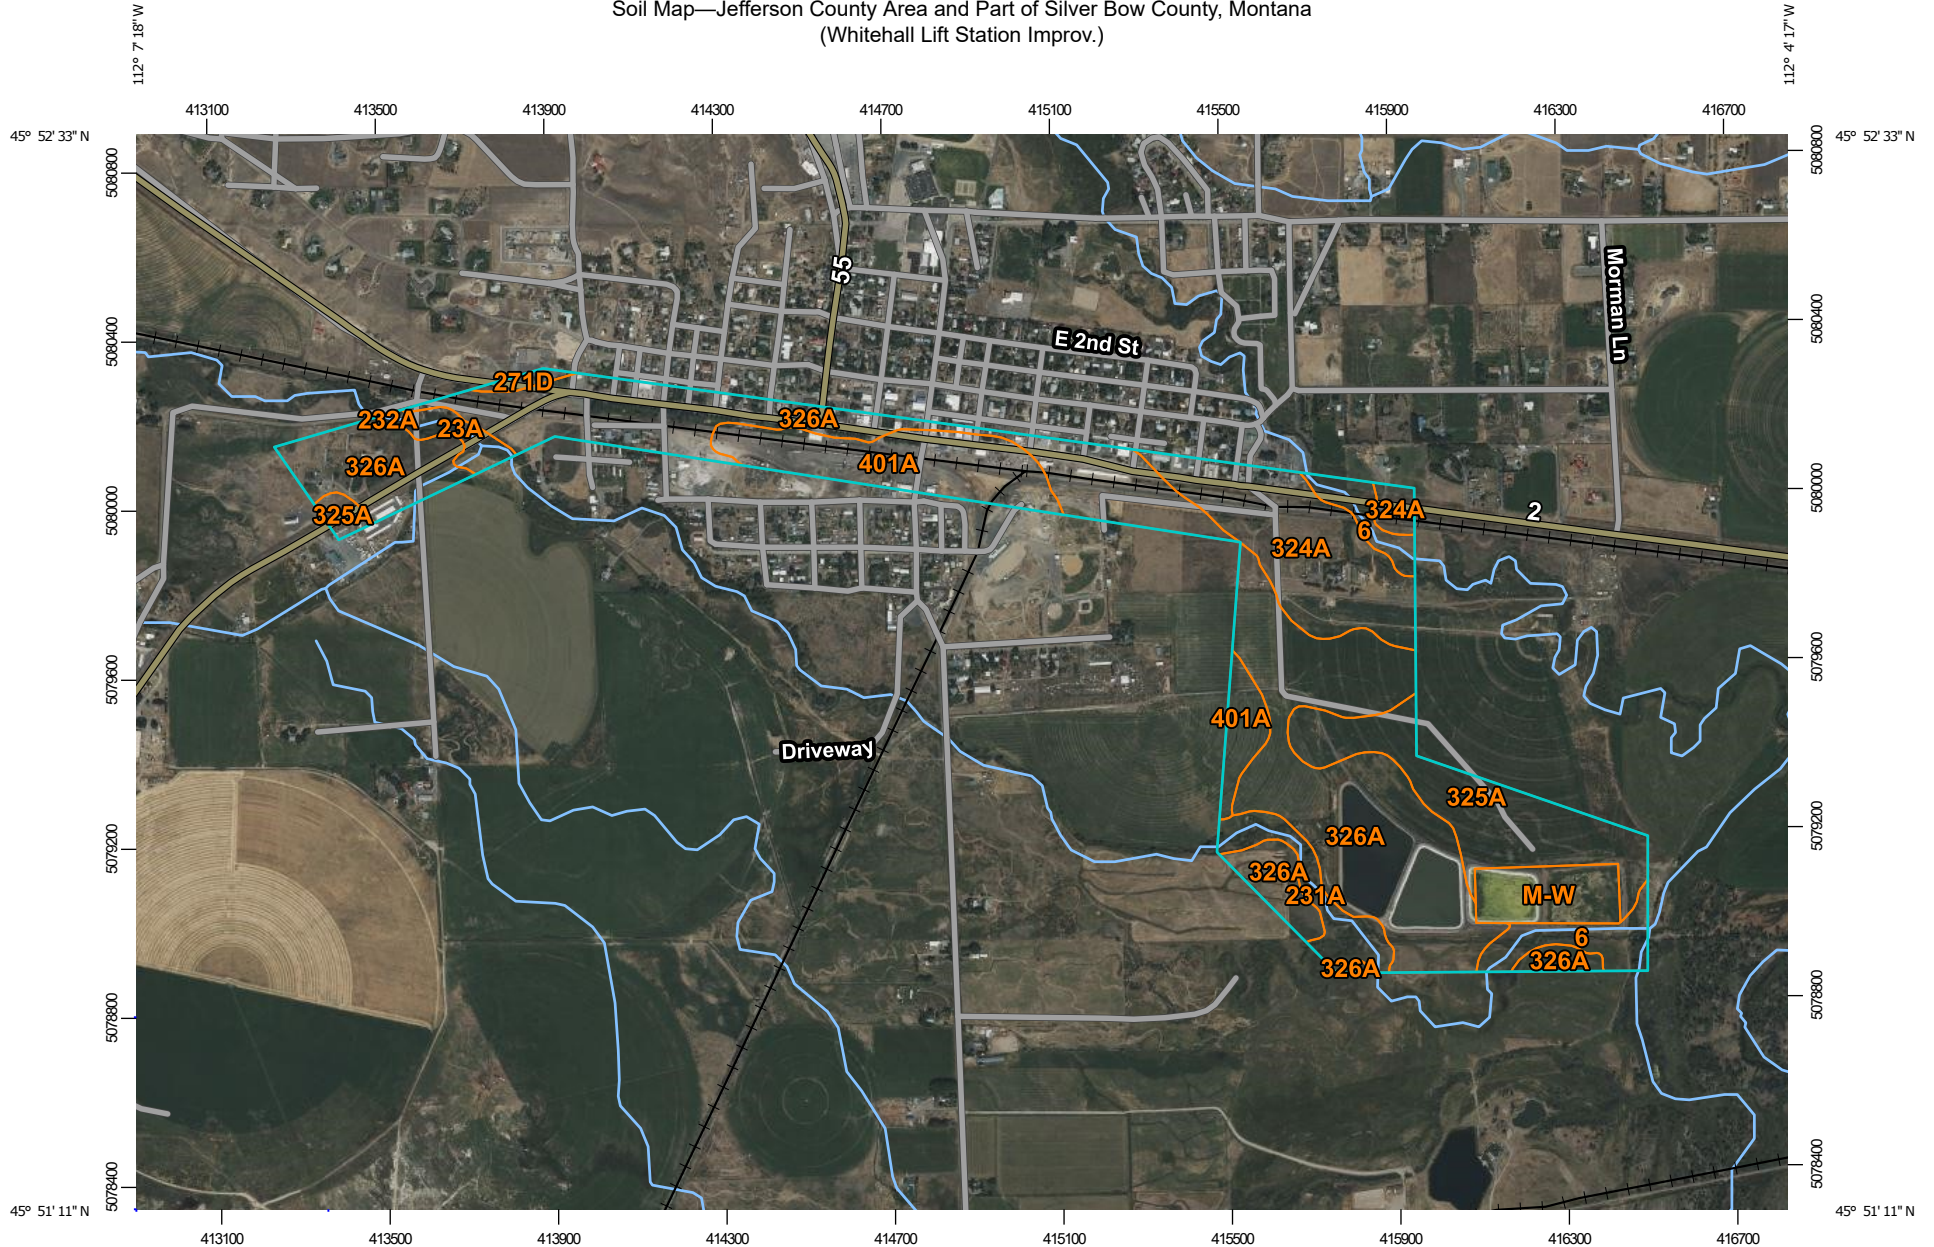 Soil Map—Jefferson County Area and Part of Silver Bow County, Montana
(Whitehall Lift Station Improv.)
112° 7' 18'' W
112° 4' 17'' W
413100
413500
413900
414300
414700
415100
415500
415900
416300
416700
45° 52' 33'' N
45° 52' 33'' N
5080800
5080800
5080400
5080400
5080000
5080000
5079600
5079600
5079200
5079200
5078800
5078800
5078400
5078400
55
Morman Ln
E 2nd St
271D
232A
23A
326A
401A
326A
325A
324A
2
6
324A
401A
Driveway
325A
326A
326A
231A
M-W
6
326A
326A
45° 51' 11'' N
45° 51' 11'' N
413100
413500
413900
414300
414700
415100
415500
415900
416300
416700